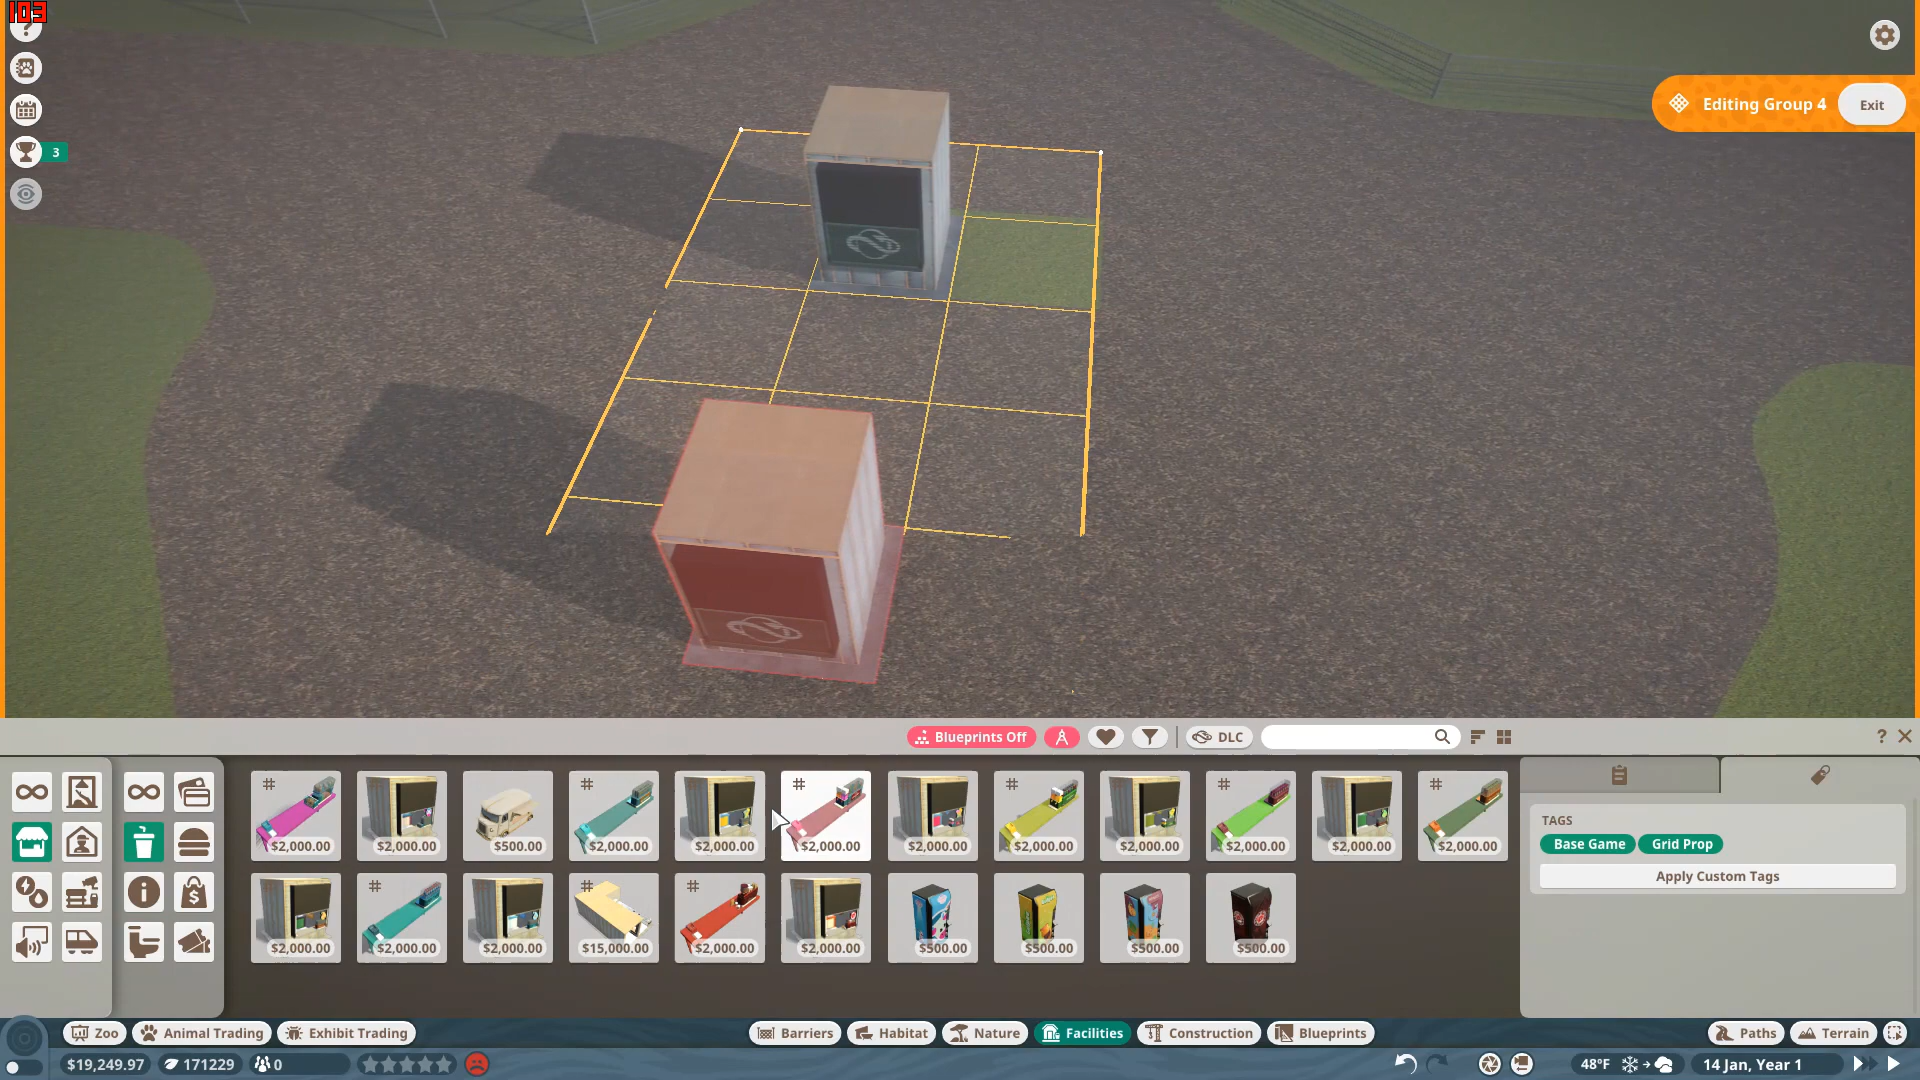 103
?
3
Editing Group 4
Exit
Blueprints Off
DLC
?
# $2,000.00
$2,000.00
$500.00
# $2,000.00
$2,000.00
# $2,000.00
$2,000.00
# $2,000.00
$2,000.00
# $2,000.00
$2,000.00
# $2,000.00
$2,000.00
# $2,000.00
$2,000.00
# $15,000.00
# $2,000.00
$2,000.00
$500.00
$500.00
$500.00
$500.00
TAGS
Base Game
Grid Prop
Apply Custom Tags
Zoo
Animal Trading
Exhibit Trading
Barriers
Habitat
Nature
Facilities
Construction
Blueprints
Paths
Terrain
$19,249.97
171229
0
48°F
14 Jan, Year 1